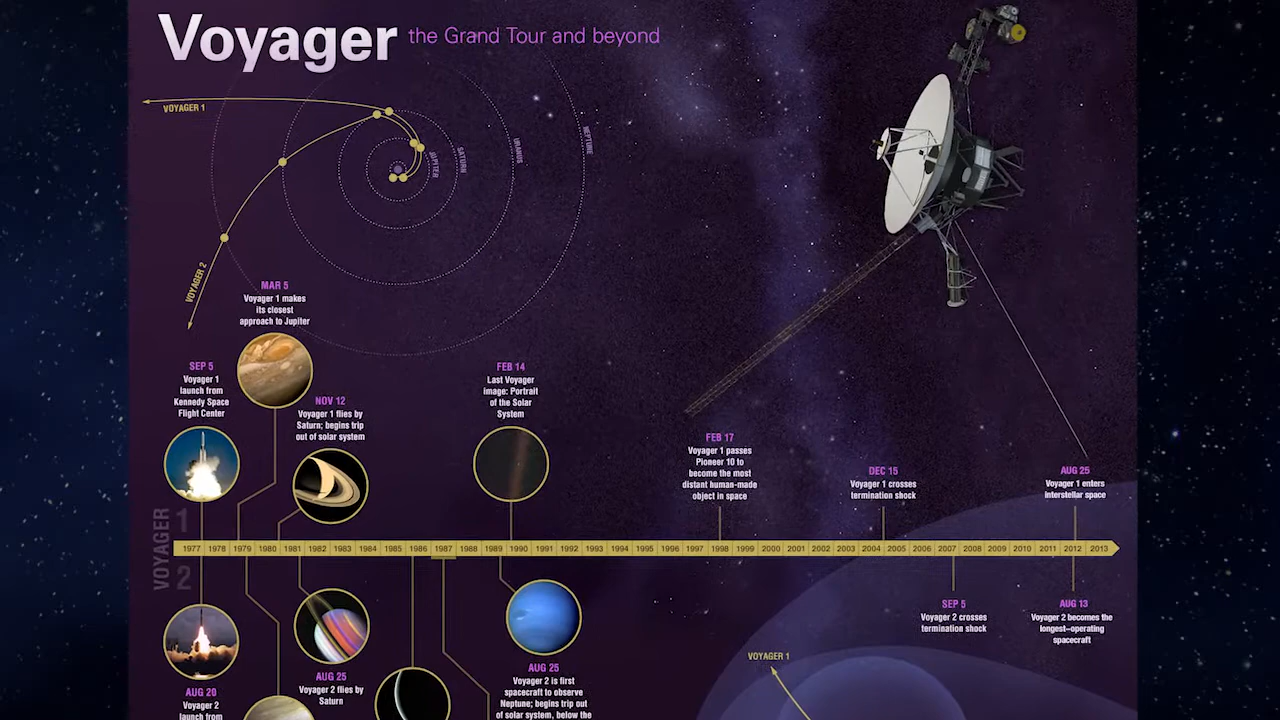 Voyager the Grand Tour and beyond
VOYAGER 1
VOYAGER 2
JUPITER
SATURN
URANUS
NEPTUNE
MAR 5
Voyager 1 makes
its closest
approach to Jupiter
SEP 5
Voyager 1
launch from
Kennedy Space
Flight Center
NOV 12
Voyager 1 flies by
Saturn; begins trip
out of solar system
FEB 14
Last Voyager
image: Portrait
of the Solar
System
FEB 17
Voyager 1 passes
Pioneer 10 to
become the most
distant human-made
object in space
DEC 15
Voyager 1 crosses
termination shock
AUG 25
Voyager 1 enters
interstellar space
VOYAGER
1
2
1977 1978 1979 1980 1981 1982 1983 1984 1985 1986 1987 1988 1989 1990 1991 1992 1993 1994 1995 1996 1997 1998 1999 2000 2001 2002 2003 2004 2005 2006 2007 2008 2009 2010 2011 2012 2013
AUG 20
Voyager 2
launch from
AUG 25
Voyager 2 flies by
Saturn
AUG 25
Voyager 2 is first
spacecraft to observe
Neptune; begins trip
out of solar system, below the
SEP 5
Voyager 2 crosses
termination shock
AUG 13
Voyager 2 becomes the
longest-operating
spacecraft
VOYAGER 1